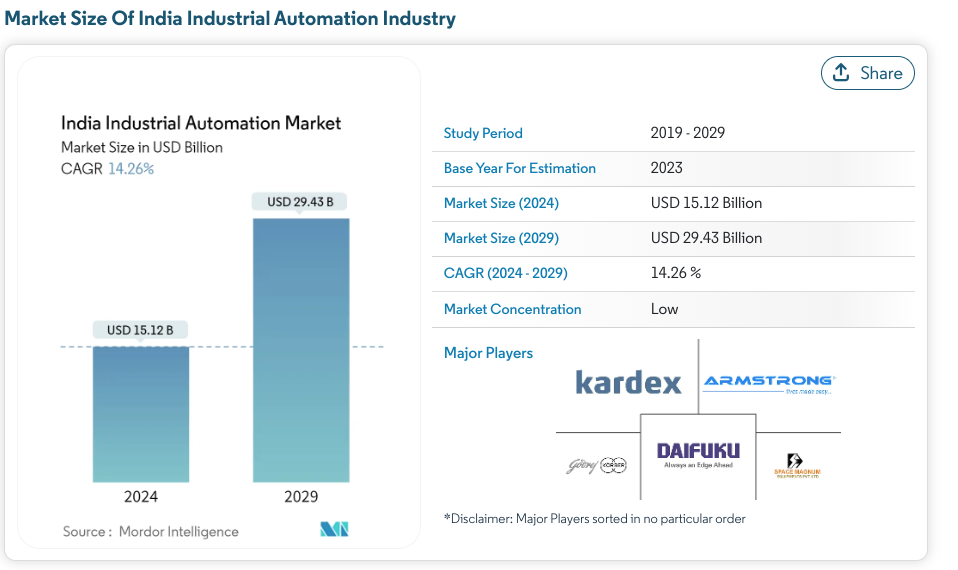 Market Size Of India Industrial Automation Industry
Share
India Industrial Automation Market
Market Size in USD Billion
CAGR 14.26%
USD 29.43 B
USD 15.12 B
2024 2029
Source : Mordor Intelligence
Study Period 2019 - 2029
Base Year For Estimation 2023
Market Size (2024) USD 15.12 Billion
Market Size (2029) USD 29.43 Billion
CAGR (2024 - 2029) 14.26 %
Market Concentration Low
Major Players
kardex
ARMSTRONG
Godrej KÖRBER
DAIFUKU
Always an Edge Ahead
SPACE MAGNUM
*Disclaimer: Major Players sorted in no particular order